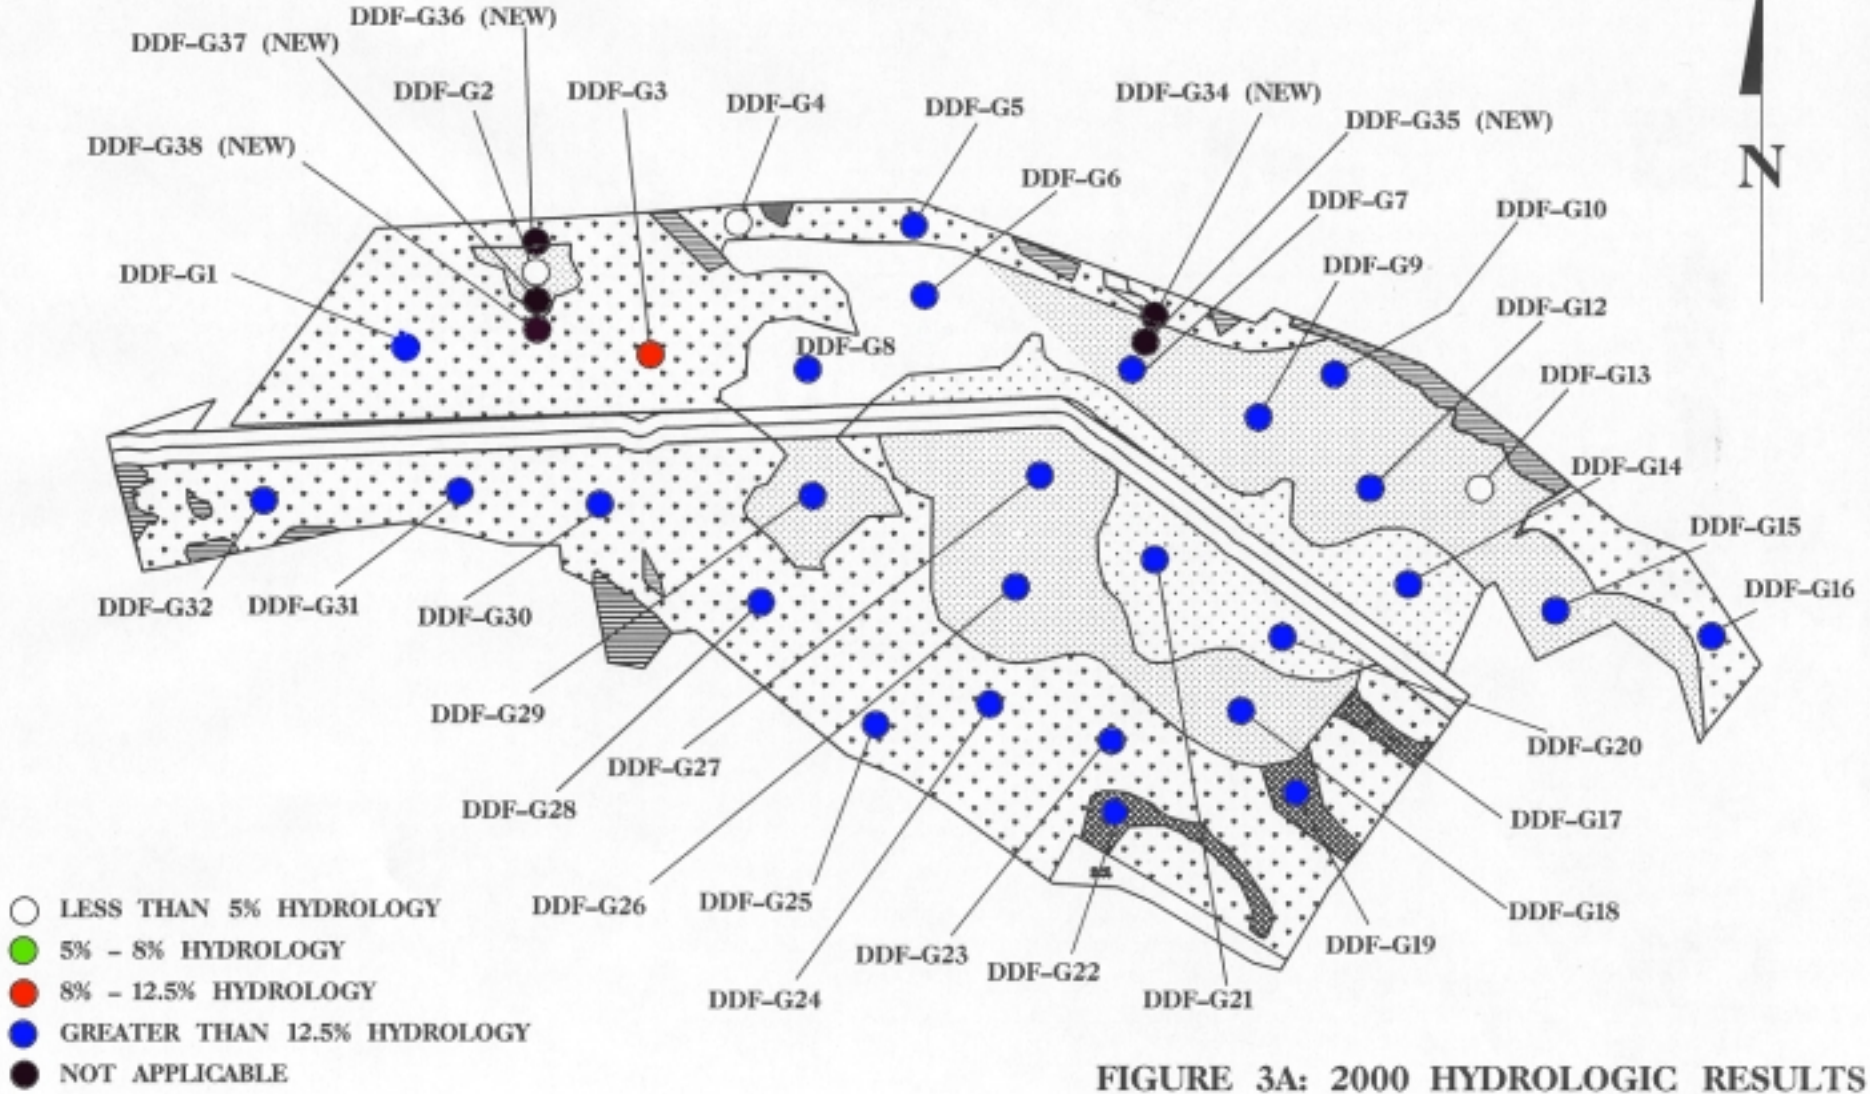 DDF-G36 (NEW)
DDF-G37 (NEW)
DDF-G2
DDF-G3
DDF-G4
DDF-G5
DDF-G34 (NEW)
DDF-G35 (NEW)
DDF-G38 (NEW)
DDF-G6
DDF-G7
DDF-G10
N
DDF-G1
DDF-G9
DDF-G12
DDF-G8
DDF-G13
DDF-G14
DDF-G15
DDF-G16
DDF-G32
DDF-G31
DDF-G30
DDF-G29
DDF-G27
DDF-G20
DDF-G28
DDF-G17
DDF-G26
DDF-G25
DDF-G18
DDF-G23
DDF-G22
DDF-G19
DDF-G24
DDF-G21
LESS THAN 5% HYDROLOGY
5% - 8% HYDROLOGY
8% - 12.5% HYDROLOGY
GREATER THAN 12.5% HYDROLOGY
NOT APPLICABLE
FIGURE 3A: 2000 HYDROLOGIC RESULTS